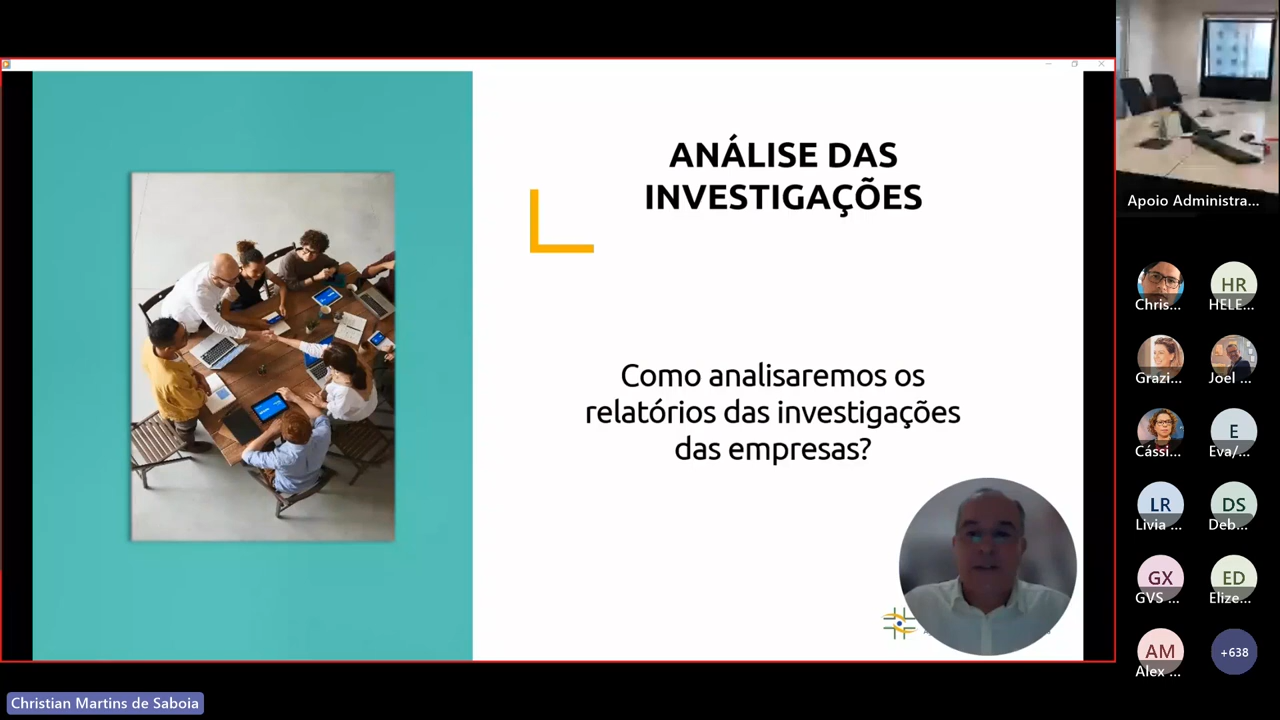 ANÁLISE DAS
INVESTIGAÇÕES
Como analisaremos os
relatórios das investigações
das empresas?
Apoio Administra...
Chris...
HR
HELE...
Grazi...
Joel ...
Cássi...
E
Eva/...
LR
Livia ...
DS
Deb...
GX
GVS ...
ED
Elize...
AM
Alex ...
+638
Christian Martins de Saboia